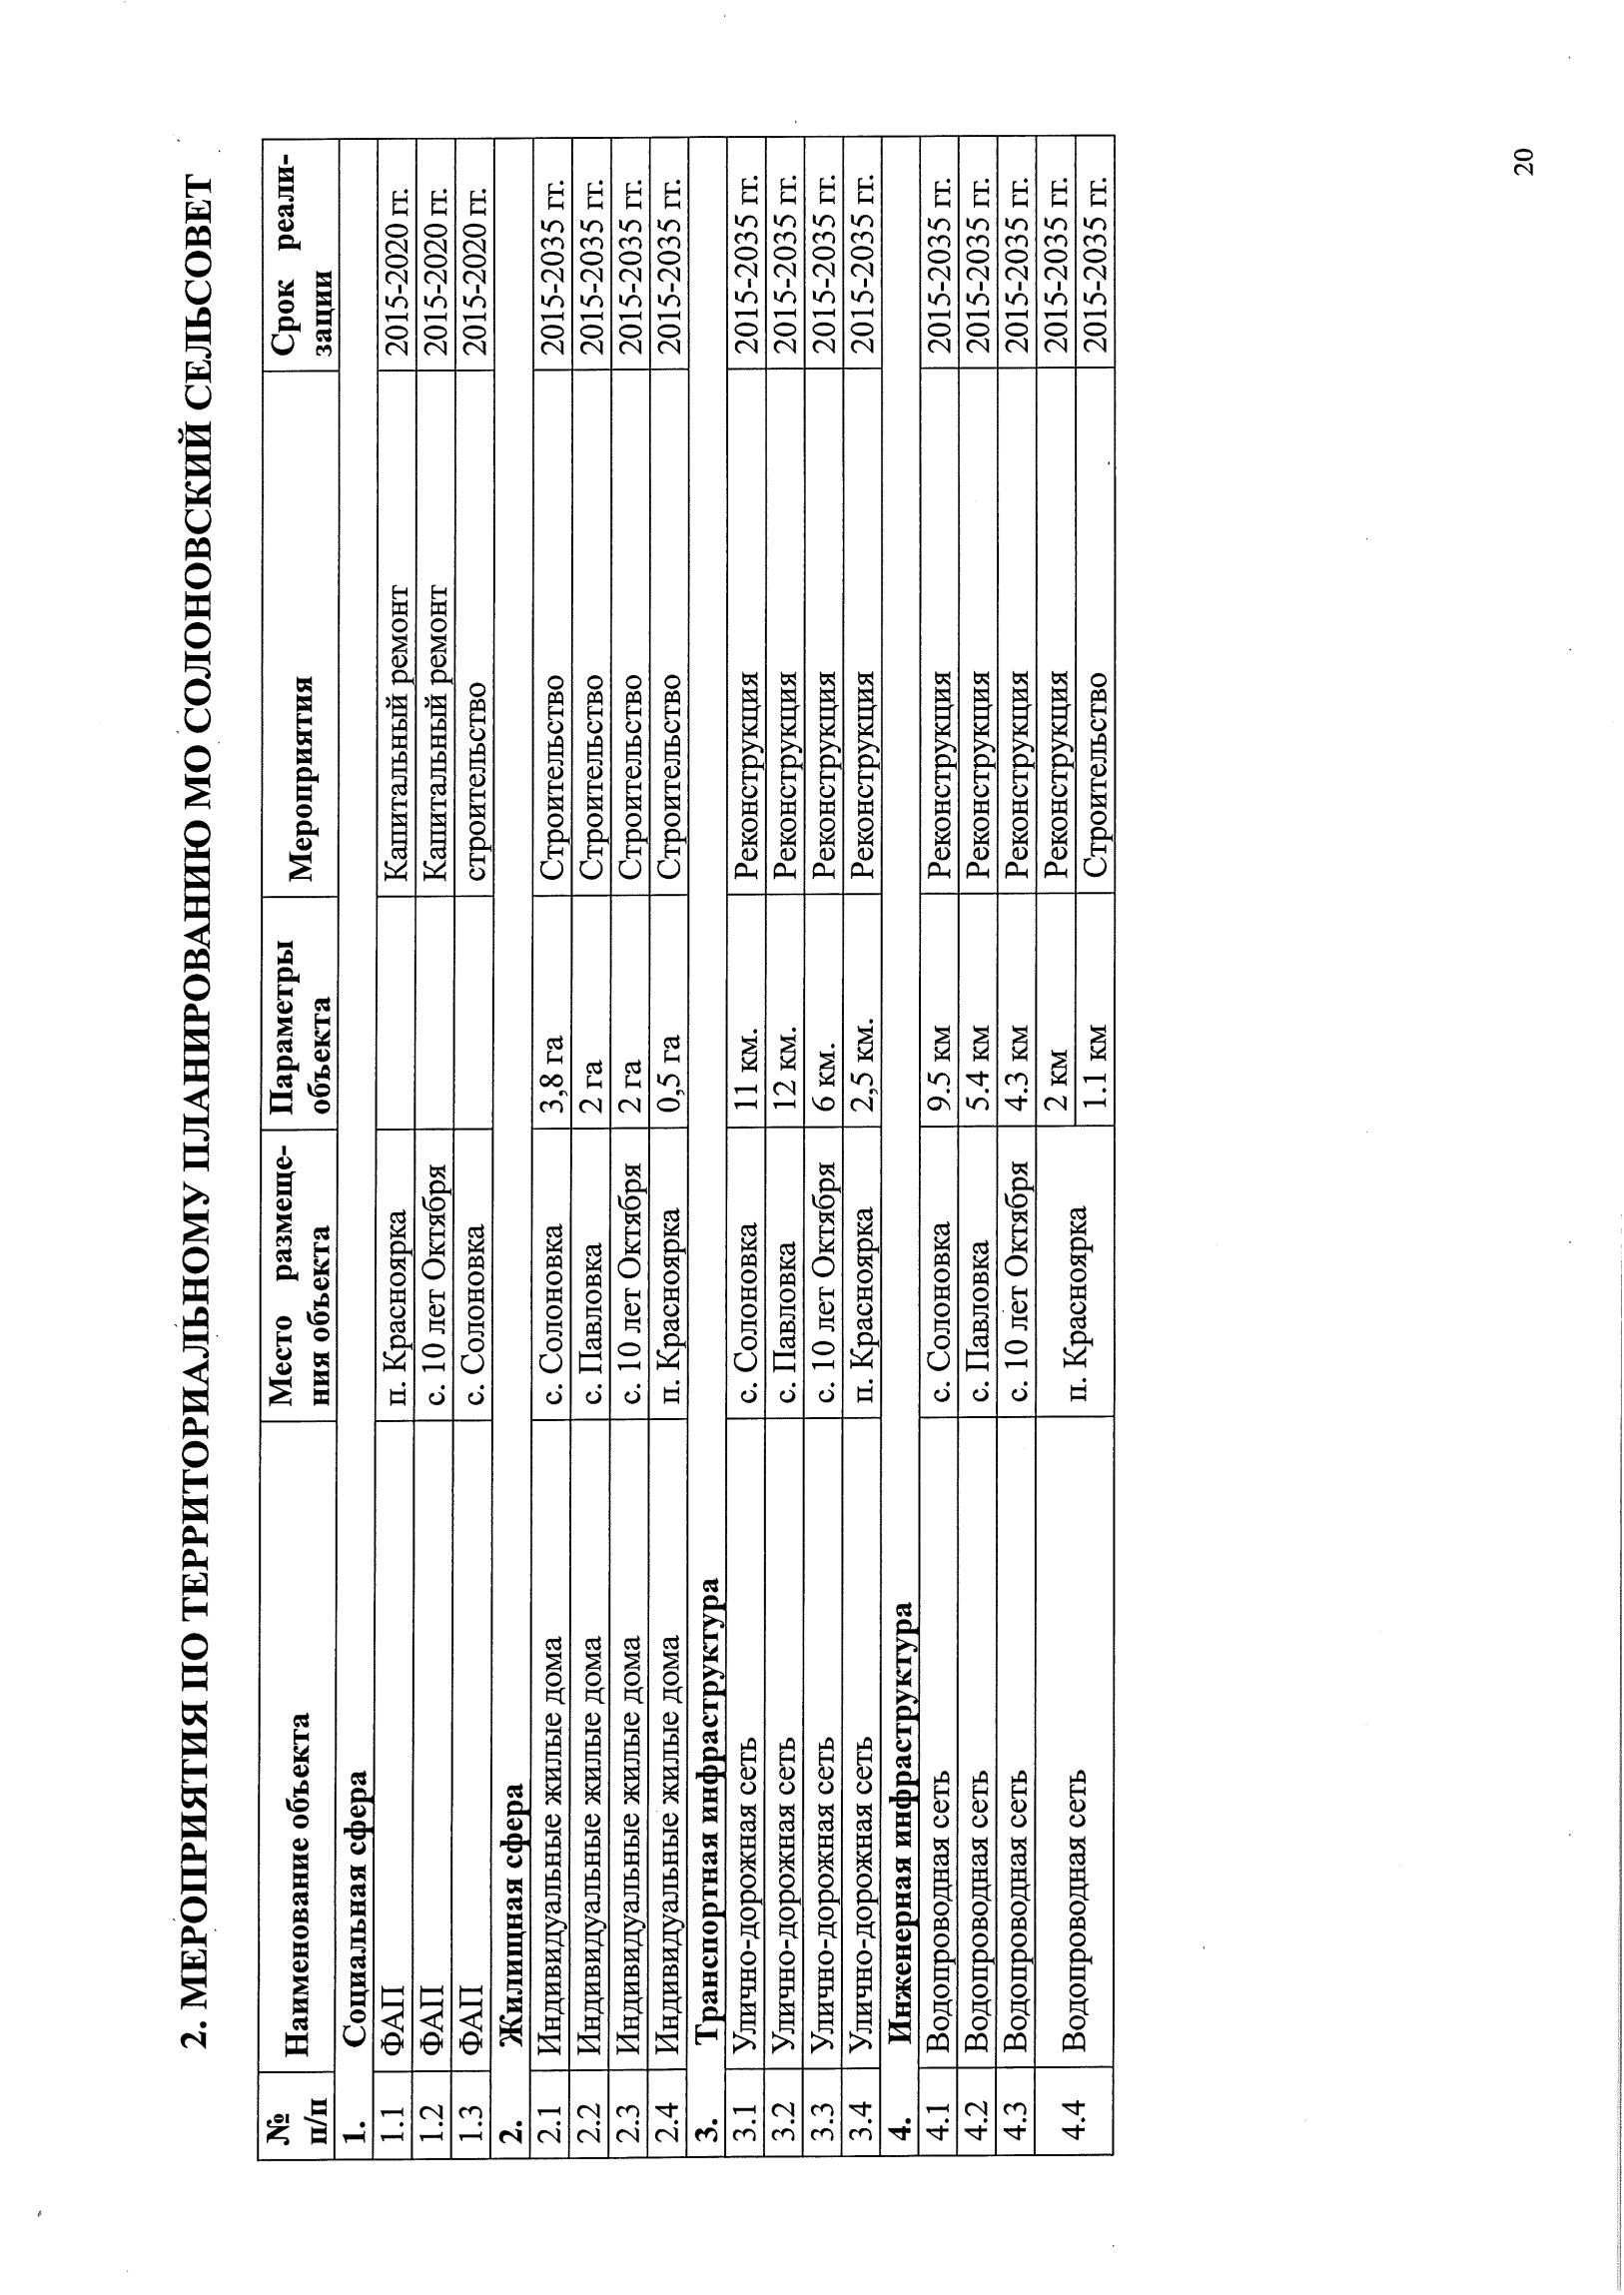 2. МЕРОПРИЯТИЯ ПО ТЕРРИТОРИАЛЬНОМУ ПЛАНИРОВАНИЮ МО СОЛОНОВСКИЙ СЕЛЬСОВЕТ
№ п/п Наименование объекта Место размеще-ния объекта Параметры объекта Мероприятия Срок реали-зации
1. Социальная сфера
1.1 ФАП п. Красноярка Капитальный ремонт 2015-2020 гг.
1.2 ФАП с. 10 лет Октября Капитальный ремонт 2015-2020 гг.
1.3 ФАП с. Солоновка строительство 2015-2020 гг.
2. Жилищная сфера
2.1 Индивидуальные жилые дома с. Солоновка 3,8 га Строительство 2015-2035 гг.
2.2 Индивидуальные жилые дома с. Павловка 2 га Строительство 2015-2035 гг.
2.3 Индивидуальные жилые дома с. 10 лет Октября 2 га Строительство 2015-2035 гг.
2.4 Индивидуальные жилые дома п. Красноярка 0,5 га Строительство 2015-2035 гг.
3. Транспортная инфраструктура
3.1 Улично-дорожная сеть с. Солоновка 11 км. Реконструкция 2015-2035 гг.
3.2 Улично-дорожная сеть с. Павловка 12 км. Реконструкция 2015-2035 гг.
3.3 Улично-дорожная сеть с. 10 лет Октября 6 км. Реконструкция 2015-2035 гг.
3.4 Улично-дорожная сеть п. Красноярка 2,5 км. Реконструкция 2015-2035 гг.
4. Инженерная инфраструктура
4.1 Водопроводная сеть с. Солоновка 9.5 км Реконструкция 2015-2035 гг.
4.2 Водопроводная сеть с. Павловка 5.4 км Реконструкция 2015-2035 гг.
4.3 Водопроводная сеть с. 10 лет Октября 4.3 км Реконструкция 2015-2035 гг.
4.4 Водопроводная сеть п. Красноярка 2 км Реконструкция 2015-2035 гг.
1.1 км Строительство 2015-2035 гг.
20